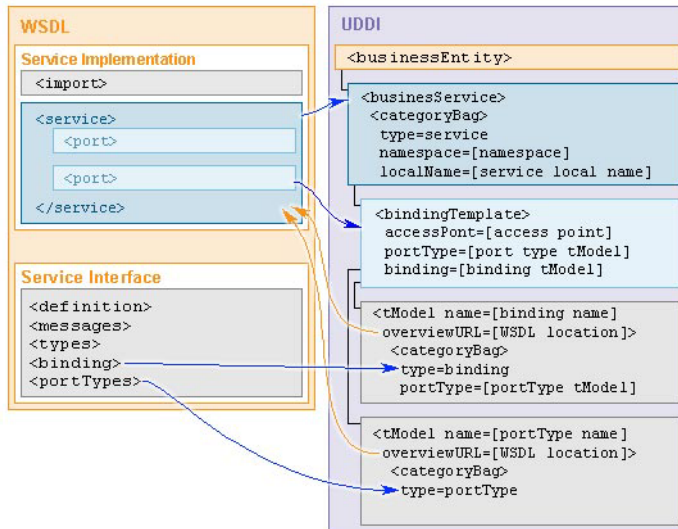 WSDL
Service Implementation
<import>
<service>
<port>
<port>
</service>
Service Interface
<definition>
<messages>
<types>
<binding>
<portTypes>
UDDI
<businessEntity>
<businesService>
<categoryBag>
type=service
namespace=[namespace]
localName=[service local name]
<bindingTemplate>
accessPont=[access point]
portType=[port type tModel]
binding=[binding tModel]
<tModel name=[binding name]
overviewURL=[WSDL location]>
<categoryBag>
type=binding
portType=[portType tModel]
<tModel name=[portType name]
overviewURL=[WSDL location]>
<categoryBag>
type=portType